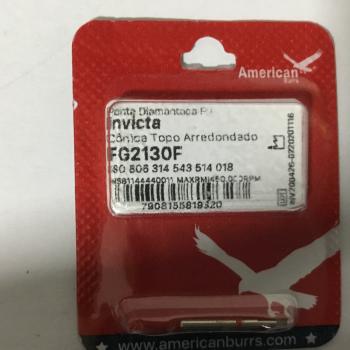 American
Burrs
Ponta Diamantada FG
Invicta
Cônica Topo Arredondado
FG2130F
ISO 806 314 543 514 018
7908155819320
www.americanburrs.com